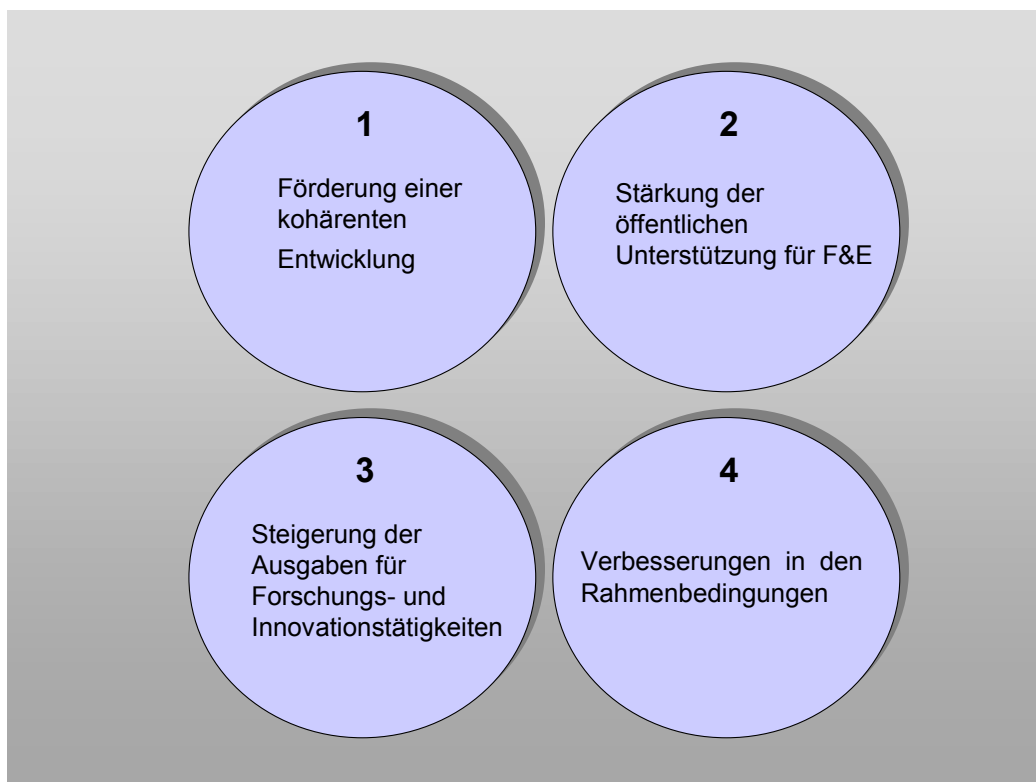 1
Förderung einer
kohärenten
Entwicklung
2
Stärkung der
öffentlichen
Unterstützung für F&E
3
Steigerung der
Ausgaben für
Forschungs- und
Innovationstätigkeiten
4
Verbesserungen in den
Rahmenbedingungen